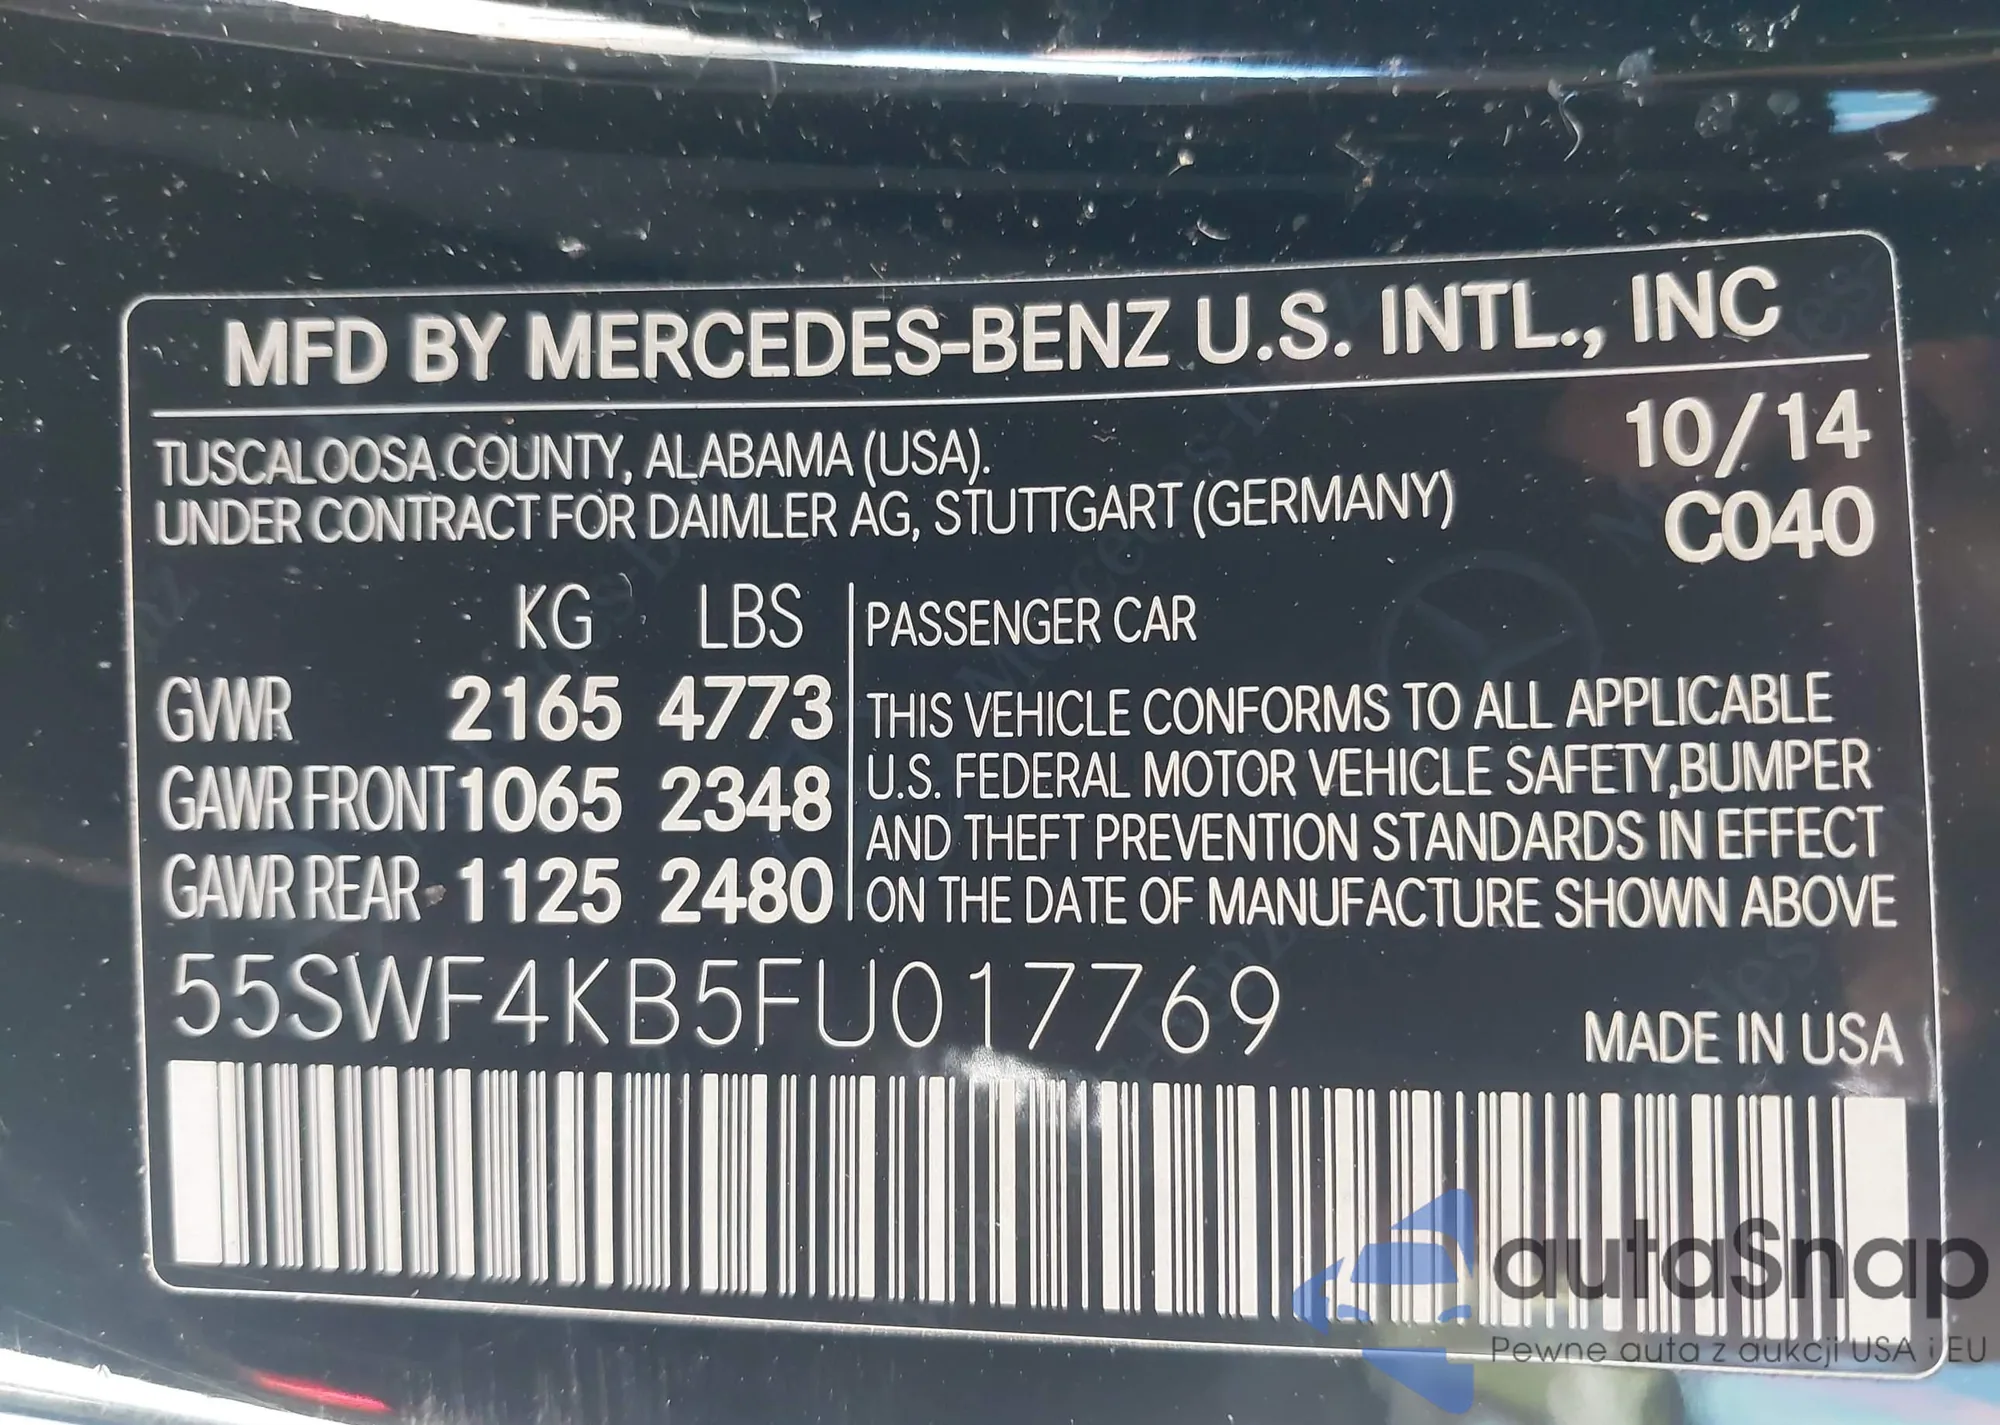 MFD BY MERCEDES-BENZ U.S. INTL., INC
10/14
TUSCALOOSA COUNTY, ALABAMA (USA).
UNDER CONTRACT FOR DAIMLER AG, STUTTGART (GERMANY)
C040
KG LBS
GVWR 2165 4773
GAWR FRONT 1065 2348
GAWR REAR 1125 2480
PASSENGER CAR
THIS VEHICLE CONFORMS TO ALL APPLICABLE
U.S. FEDERAL MOTOR VEHICLE SAFETY, BUMPER
AND THEFT PREVENTION STANDARDS IN EFFECT
ON THE DATE OF MANUFACTURE SHOWN ABOVE
55SWF4KB5FU017769
MADE IN USA
autaSnap
Pewne auta z aukcji USA i EU